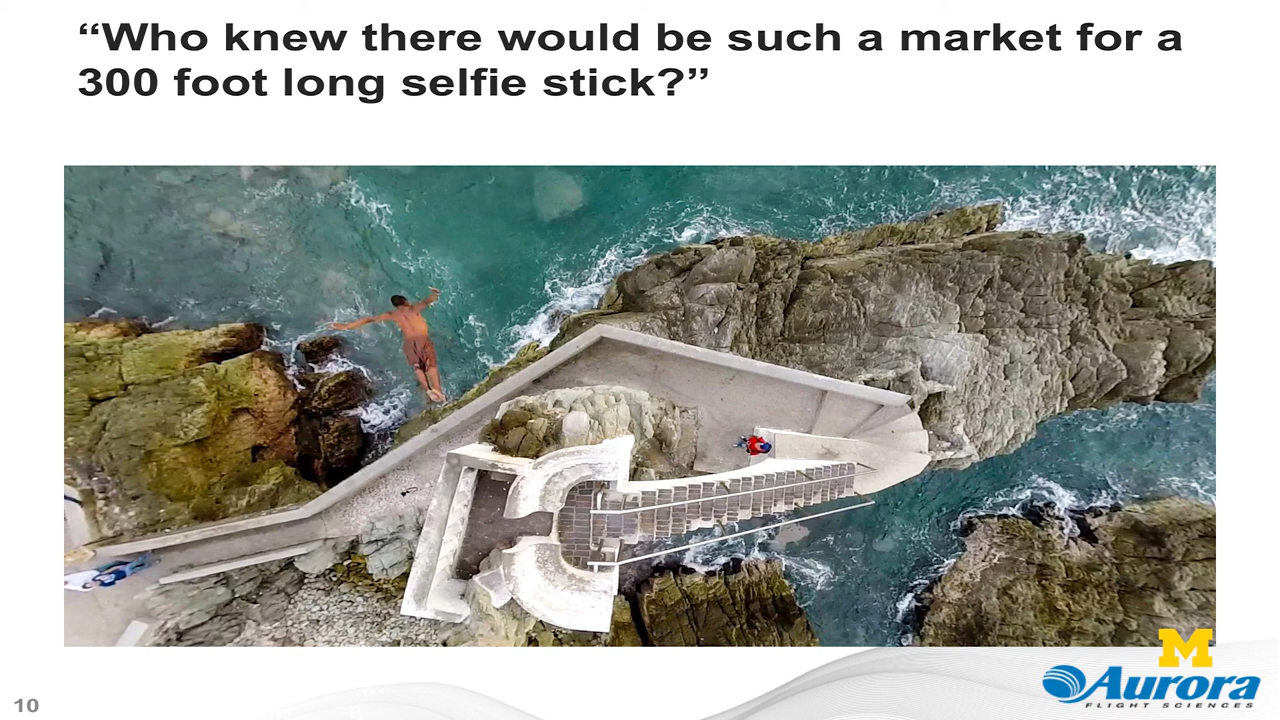 “Who knew there would be such a market for a
300 foot long selfie stick?”
M
Aurora
FLIGHT SCIENCES
10